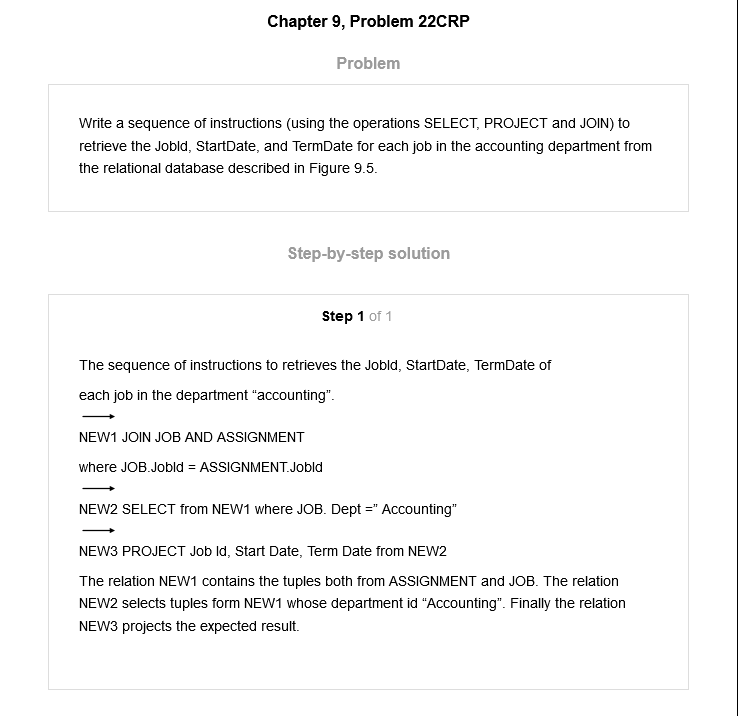 Chapter 9, Problem 22CRP
Problem
Write a sequence of instructions (using the operations SELECT, PROJECT and JOIN) to
retrieve the JobId, StartDate, and TermDate for each job in the accounting department from
the relational database described in Figure 9.5.
Step-by-step solution
Step 1 of 1
The sequence of instructions to retrieves the JobId, StartDate, TermDate of
each job in the department “accounting”.
NEW1 JOIN JOB AND ASSIGNMENT
where JOB.JobId = ASSIGNMENT.JobId
NEW2 SELECT from NEW1 where JOB. Dept =” Accounting”
NEW3 PROJECT Job Id, Start Date, Term Date from NEW2
The relation NEW1 contains the tuples both from ASSIGNMENT and JOB. The relation
NEW2 selects tuples form NEW1 whose department id “Accounting”. Finally the relation
NEW3 projects the expected result.